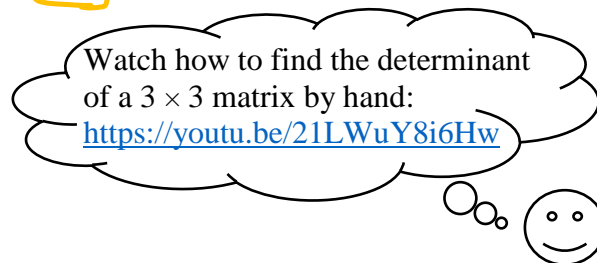 Watch how to find the determinant
of a 3 × 3 matrix by hand:
https://youtu.be/21LWuY8i6Hw